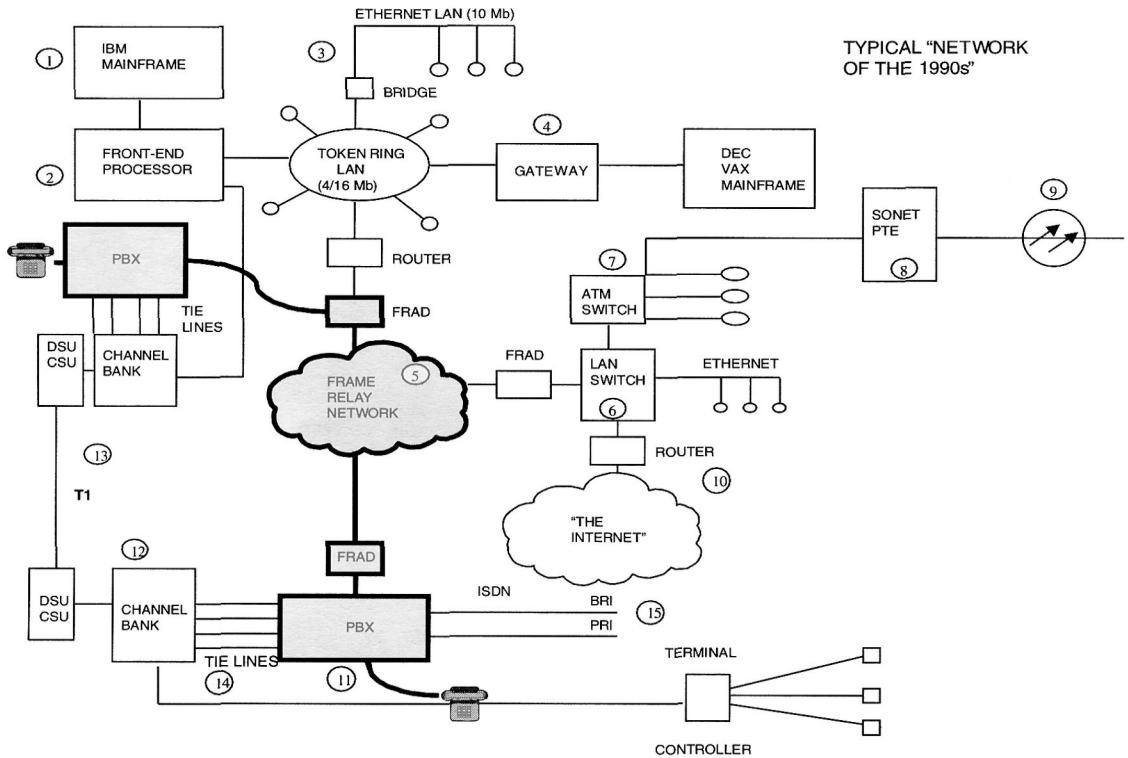 ETHERNET LAN (10 Mb)
TYPICAL "NETWORK
OF THE 1990s"
1
IBM
MAINFRAME
3
BRIDGE
2
FRONT-END
PROCESSOR
TOKEN RING
LAN
(4/16 Mb)
4
GATEWAY
DEC
VAX
MAINFRAME
9
SONET
PTE
8
PBX
ROUTER
7
ATM
SWITCH
TIE
LINES
FRAD
DSU
CSU
CHANNEL
BANK
5
FRAME
RELAY
NETWORK
FRAD
LAN
SWITCH
6
ETHERNET
ROUTER
10
13
T1
"THE
INTERNET"
12
FRAD
DSU
CSU
CHANNEL
BANK
PBX
ISDN
BRI
PRI
15
TIE LINES
14
11
TERMINAL
CONTROLLER